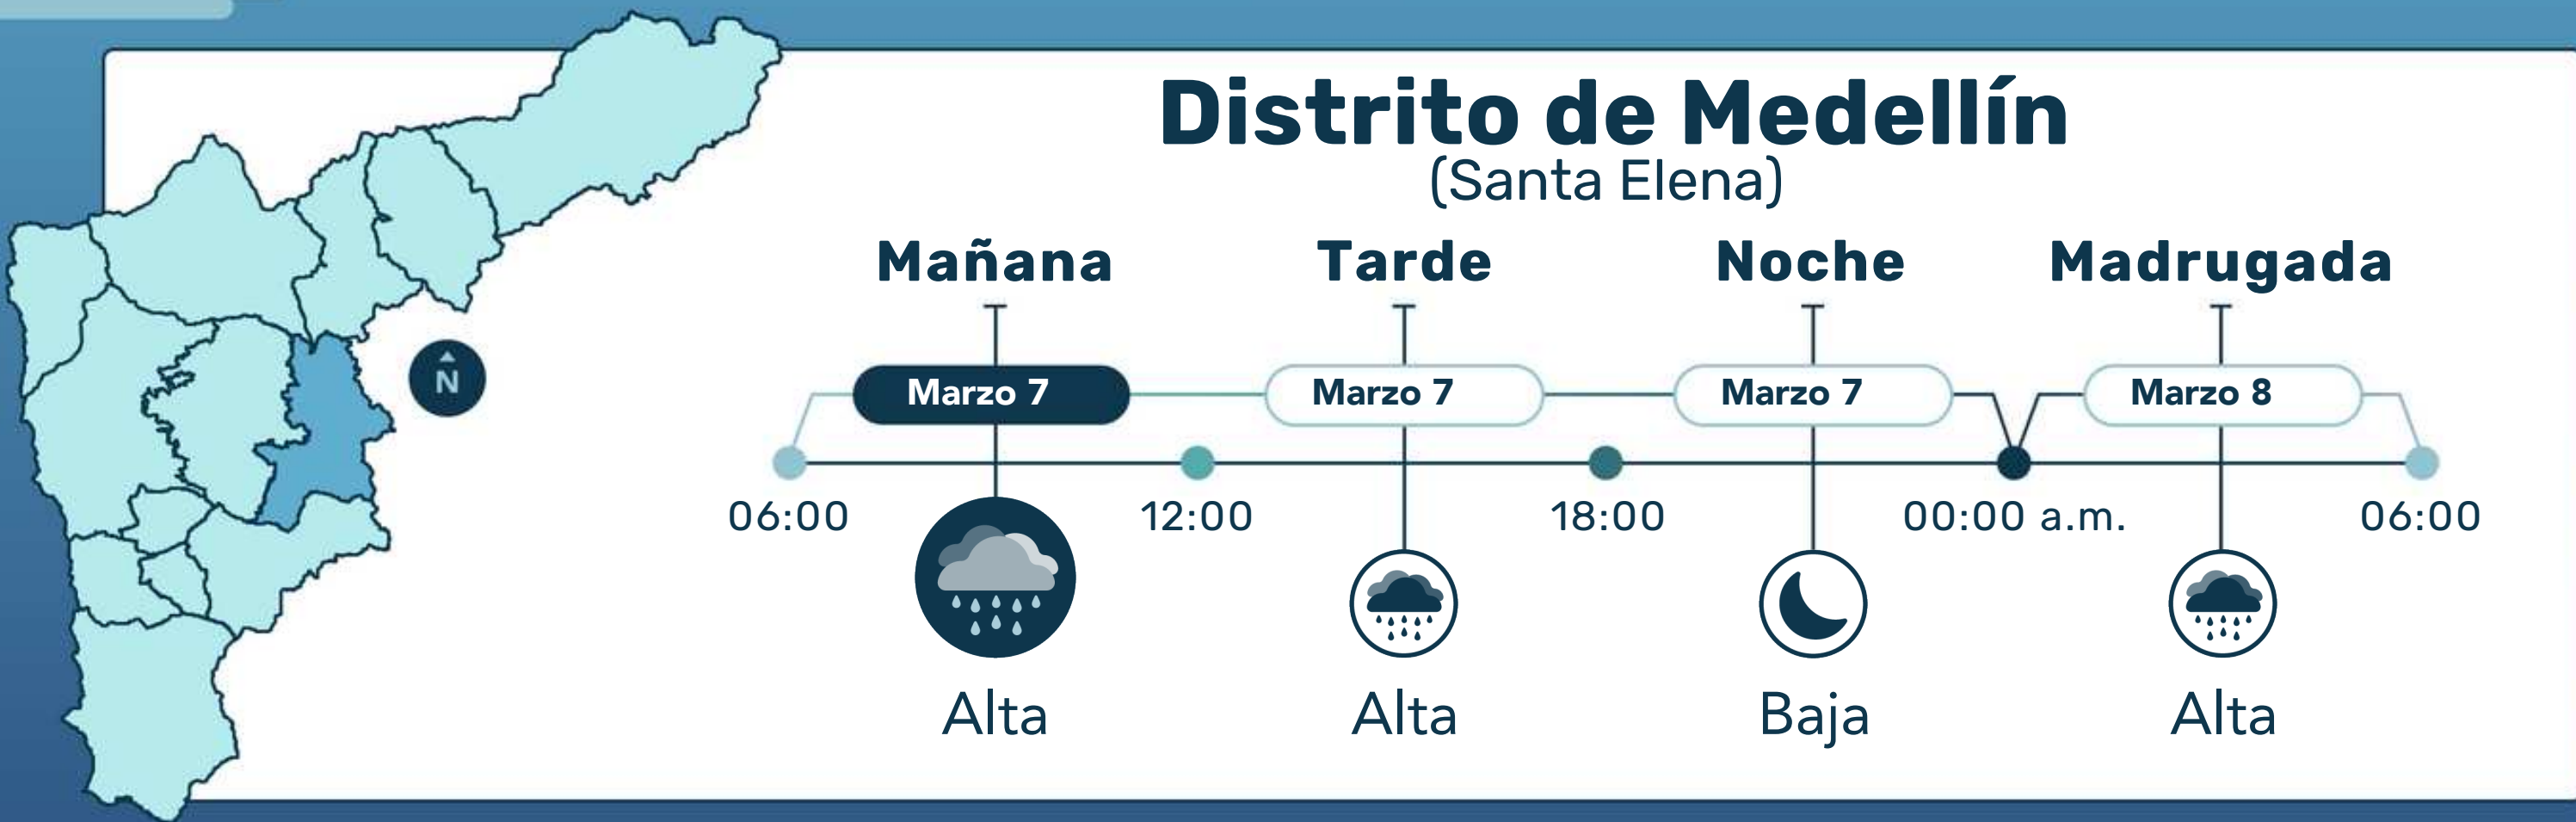 Distrito de Medellín
(Santa Elena)
Mañana Tarde Noche Madrugada
N
Marzo 7 Marzo 7 Marzo 7 Marzo 8
06:00 12:00 18:00 00:00 a.m. 06:00
Alta Alta Baja Alta